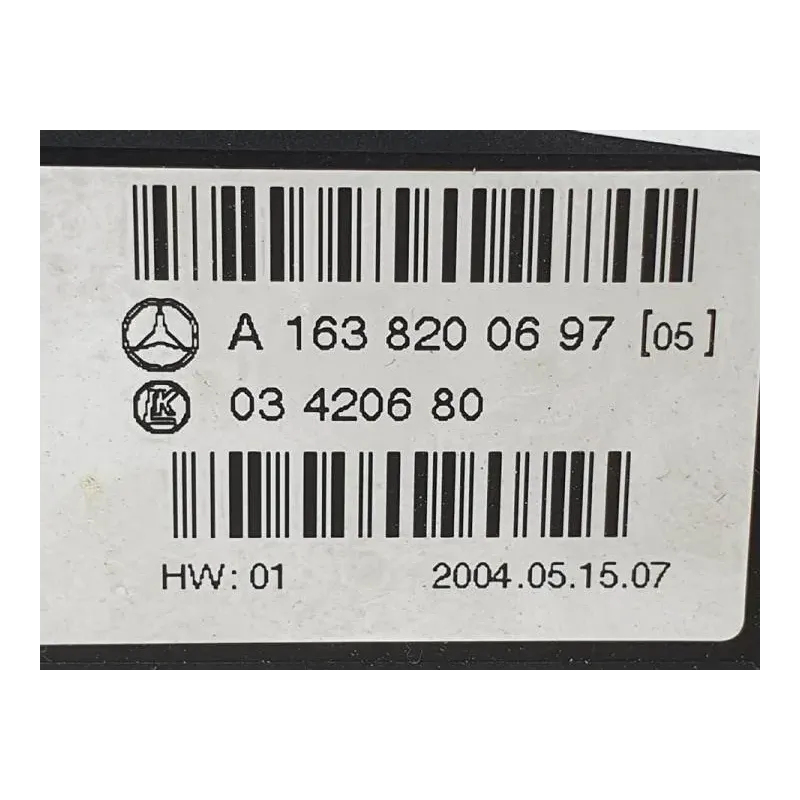 A 163 820 06 97 [05]
K 03 4206 80
HW: 01 2004.05.15.07